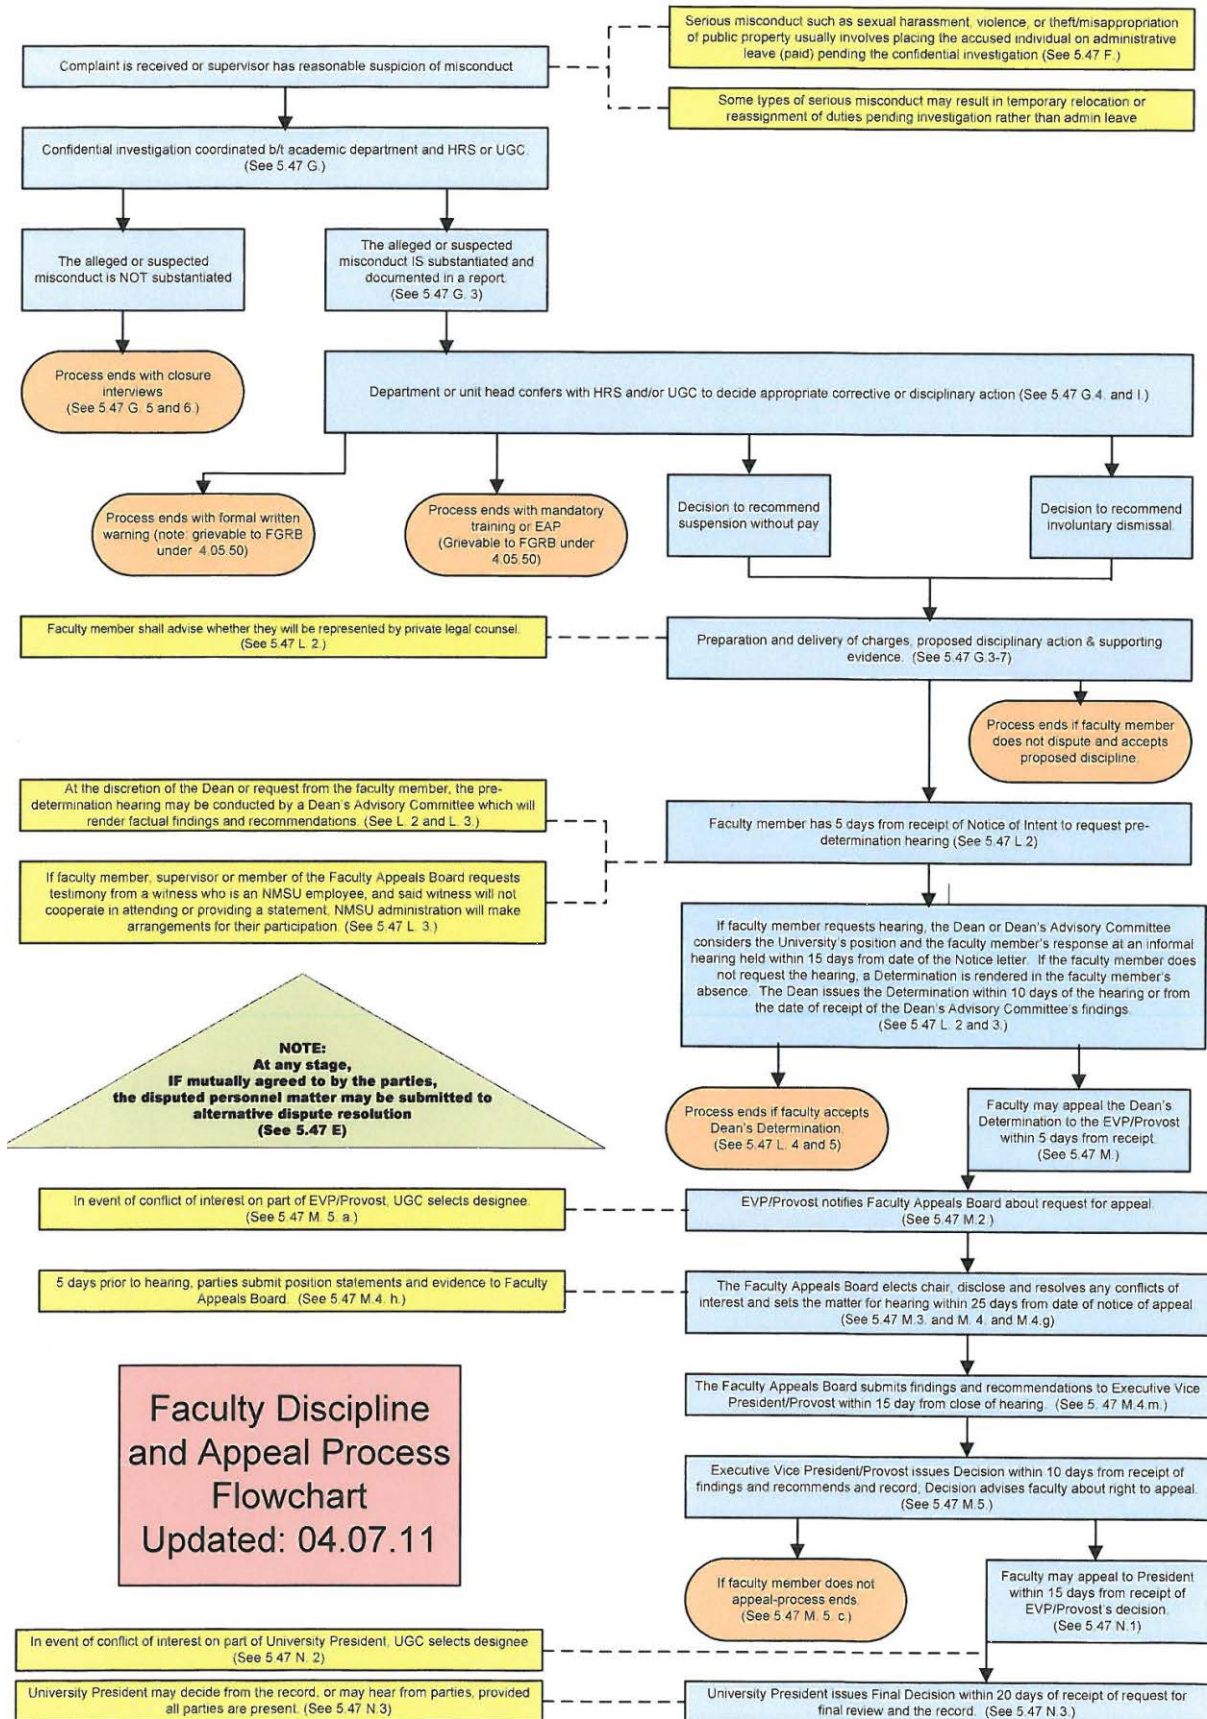 Complaint is received or supervisor has reasonable suspicion of misconduct
Serious misconduct such as sexual harassment, violence, or theft/misappropriation
of public property usually involves placing the accused individual on administrative
leave (paid) pending the confidential investigation (See 5.47 F.)
Some types of serious misconduct may result in temporary relocation or
reassignment of duties pending investigation rather than admin leave
Confidential investigation coordinated b/t academic department and HRS or UGC.
(See 5.47 G.)
The alleged or suspected
misconduct is NOT substantiated
The alleged or suspected
misconduct IS substantiated and
documented in a report.
(See 5.47 G. 3)
Process ends with closure
interviews
(See 5.47 G. 5 and 6.)
Department or unit head confers with HRS and/or UGC to decide appropriate corrective or disciplinary action (See 5.47 G.4. and I.)
Process ends with formal written
warning (note: grievable to FGRB
under 4.05.50)
Process ends with mandatory
training or EAP
(Grievable to FGRB under
4.05.50)
Decision to recommend
suspension without pay
Decision to recommend
involuntary dismissal.
Faculty member shall advise whether they will be represented by private legal counsel.
(See 5.47 L. 2.)
Preparation and delivery of charges, proposed disciplinary action & supporting
evidence. (See 5.47 G.3-7)
Process ends if faculty member
does not dispute and accepts
proposed discipline.
At the discretion of the Dean or request from the faculty member, the pre-
determination hearing may be conducted by a Dean's Advisory Committee which will
render factual findings and recommendations. (See L. 2 and L. 3.)
Faculty member has 5 days from receipt of Notice of Intent to request pre-
determination hearing (See 5.47 L.2)
If faculty member, supervisor or member of the Faculty Appeals Board requests
testimony from a witness who is an NMSU employee, and said witness will not
cooperate in attending or providing a statement, NMSU administration will make
arrangements for their participation. (See 5.47 L. 3.)
If faculty member requests hearing, the Dean or Dean's Advisory Committee
considers the University's position and the faculty member's response at an informal
hearing held within 15 days from date of the Notice letter. If the faculty member does
not request the hearing, a Determination is rendered in the faculty member's
absence. The Dean issues the Determination within 10 days of the hearing or from
the date of receipt of the Dean's Advisory Committee's findings.
(See 5.47 L. 2 and 3.)
NOTE:
At any stage,
IF mutually agreed to by the parties,
the disputed personnel matter may be submitted to
alternative dispute resolution
(See 5.47 E)
Process ends if faculty accepts
Dean's Determination.
(See 5.47 L. 4 and 5)
Faculty may appeal the Dean's
Determination to the EVP/Provost
within 5 days from receipt.
(See 5.47 M.)
In event of conflict of interest on part of EVP/Provost, UGC selects designee.
(See 5.47 M. 5. a.)
EVP/Provost notifies Faculty Appeals Board about request for appeal.
(See 5.47 M.2.)
5 days prior to hearing, parties submit position statements and evidence to Faculty
Appeals Board. (See 5.47 M.4. h.)
The Faculty Appeals Board elects chair, disclose and resolves any conflicts of
interest and sets the matter for hearing within 25 days from date of notice of appeal
(See 5.47 M.3. and M. 4. and M.4.g)
The Faculty Appeals Board submits findings and recommendations to Executive Vice
President/Provost within 15 day from close of hearing. (See 5. 47 M.4.m.)
Faculty Discipline
and Appeal Process
Flowchart
Updated: 04.07.11
Executive Vice President/Provost issues Decision within 10 days from receipt of
findings and recommends and record; Decision advises faculty about right to appeal.
(See 5.47 M.5.)
If faculty member does not
appeal-process ends.
(See 5.47 M. 5. c.)
Faculty may appeal to President
within 15 days from receipt of
EVP/Provost's decision.
(See 5.47 N.1)
In event of conflict of interest on part of University President, UGC selects designee
(See 5.47 N. 2)
University President may decide from the record, or may hear from parties, provided
all parties are present. (See 5.47 N.3)
University President issues Final Decision within 20 days of receipt of request for
final review and the record. (See 5.47 N.3.)